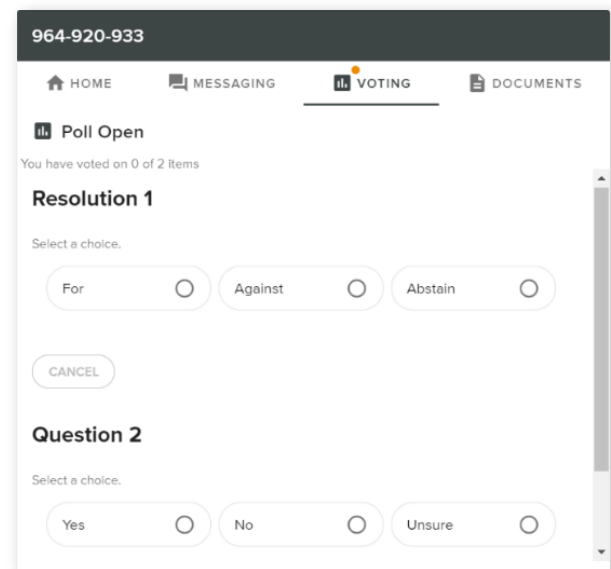 964-920-933
HOME MESSAGING VOTING DOCUMENTS
Poll Open
You have voted on 0 of 2 items
Resolution 1
Select a choice.
For Against Abstain
CANCEL
Question 2
Select a choice.
Yes No Unsure